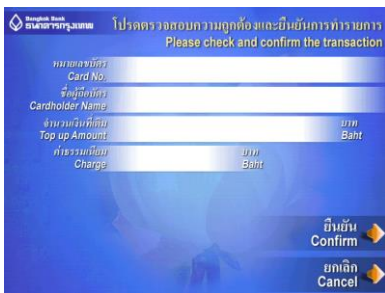 Bangkok Bank
ธนาคารกรุงเทพ
โปรดตรวจสอบความถูกต้องและยืนยันการทำรายการ
Please check and confirm the transaction
หมายเลขบัตร
Card No.
ชื่อผู้ถือบัตร
Cardholder Name
จำนวนเงินที่เติม
Top up Amount
บาท
Baht
ค่าธรรมเนียม
Charge
บาท
Baht
ยืนยัน
Confirm
ยกเลิก
Cancel